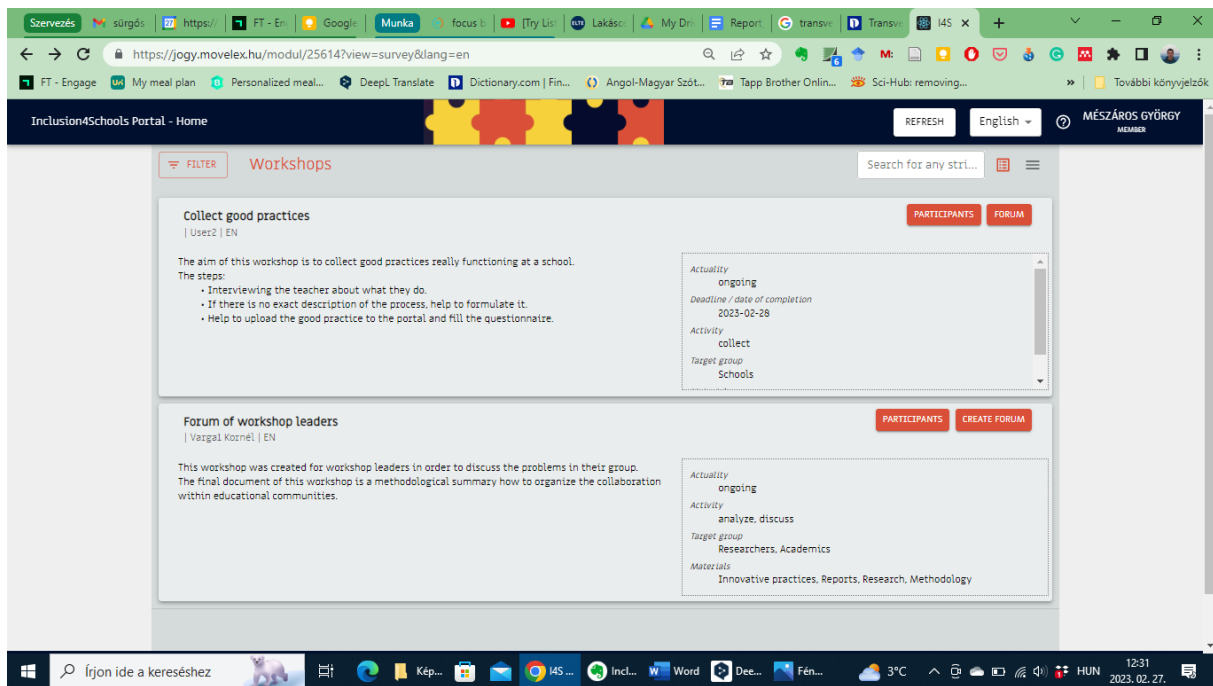 Szervezés
sürgős
https://
FT - En
Google
Munka
focus b
[Try List
Lakásc
My Dri
Report
transve
Transve
I4S
https://jogy.movelex.hu/modul/25614?view=survey&lang=en
FT - Engage
My meal plan
Personalized meal...
DeepL Translate
Dictionary.com | Fin...
Angol-Magyar Szót...
Tapp Brother Onlin...
Sci-Hub: removing...
»
További könyvjelzők
Inclusion4Schools Portal - Home
REFRESH
English
MÉSZÁROS GYÖRGY
MEMBER
FILTER
Workshops
Search for any stri...
Collect good practices
| User2 | EN
PARTICIPANTS
FORUM
The aim of this workshop is to collect good practices really functioning at a school.
The steps:
• Interviewing the teacher about what they do.
• If there is no exact description of the process, help to formulate it.
• Help to upload the good practice to the portal and fill the questionnaire.
Actuality
ongoing
Deadline / date of completion
2023-02-28
Activity
collect
Target group
Schools
Forum of workshop leaders
| Varga1 Kornél | EN
PARTICIPANTS
CREATE FORUM
This workshop was created for workshop leaders in order to discuss the problems in their group.
The final document of this workshop is a methodological summary how to organize the collaboration
within educational communities.
Actuality
ongoing
Activity
analyze, discuss
Target group
Researchers, Academics
Materials
Innovative practices, Reports, Research, Methodology
Írjon ide a kereséshez
Kép...
I4S ...
Incl...
Word
Dee...
Fén...
3°C
HUN
12:31
2023. 02. 27.